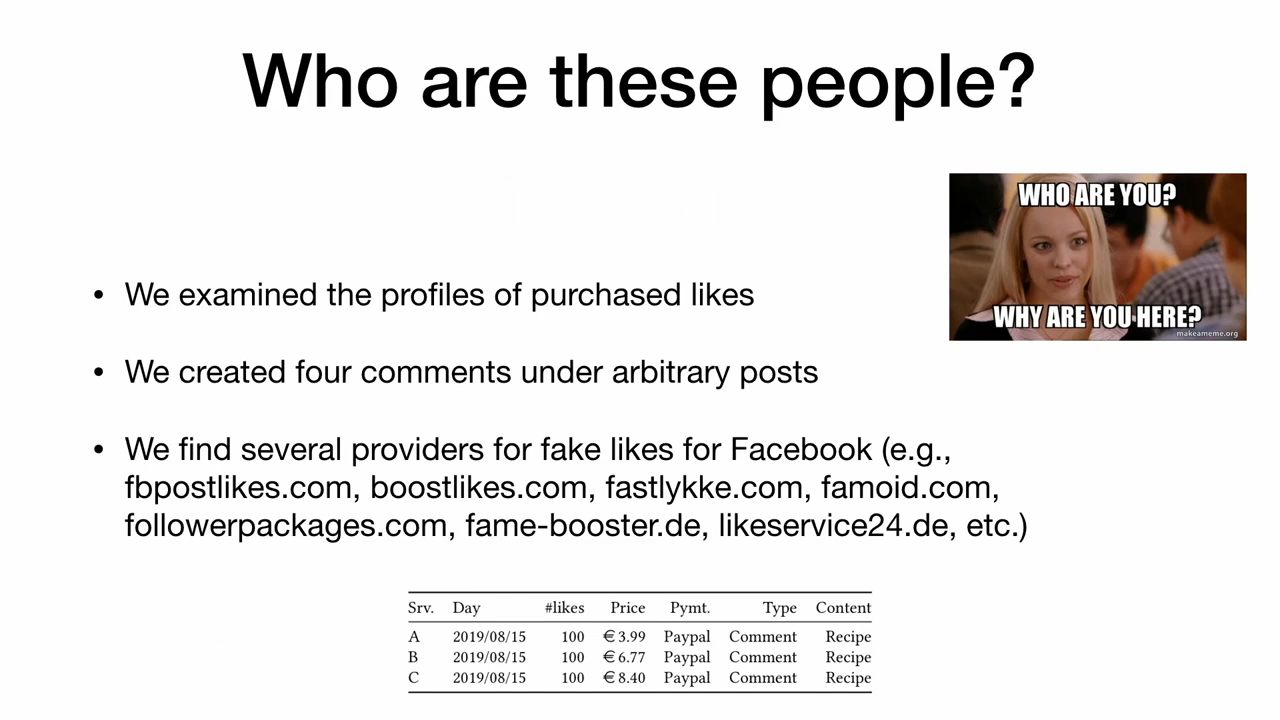 Who are these people?
WHO ARE YOU?
WHY ARE YOU HERE?
makeameme.org
• We examined the profiles of purchased likes
• We created four comments under arbitrary posts
• We find several providers for fake likes for Facebook (e.g.,
fbpostlikes.com, boostlikes.com, fastlykke.com, famoid.com,
followerpackages.com, fame-booster.de, likeservice24.de, etc.)
Srv. Day #likes Price Pymt. Type Content
A 2019/08/15 100 €3.99 Paypal Comment Recipe
B 2019/08/15 100 €6.77 Paypal Comment Recipe
C 2019/08/15 100 €8.40 Paypal Comment Recipe